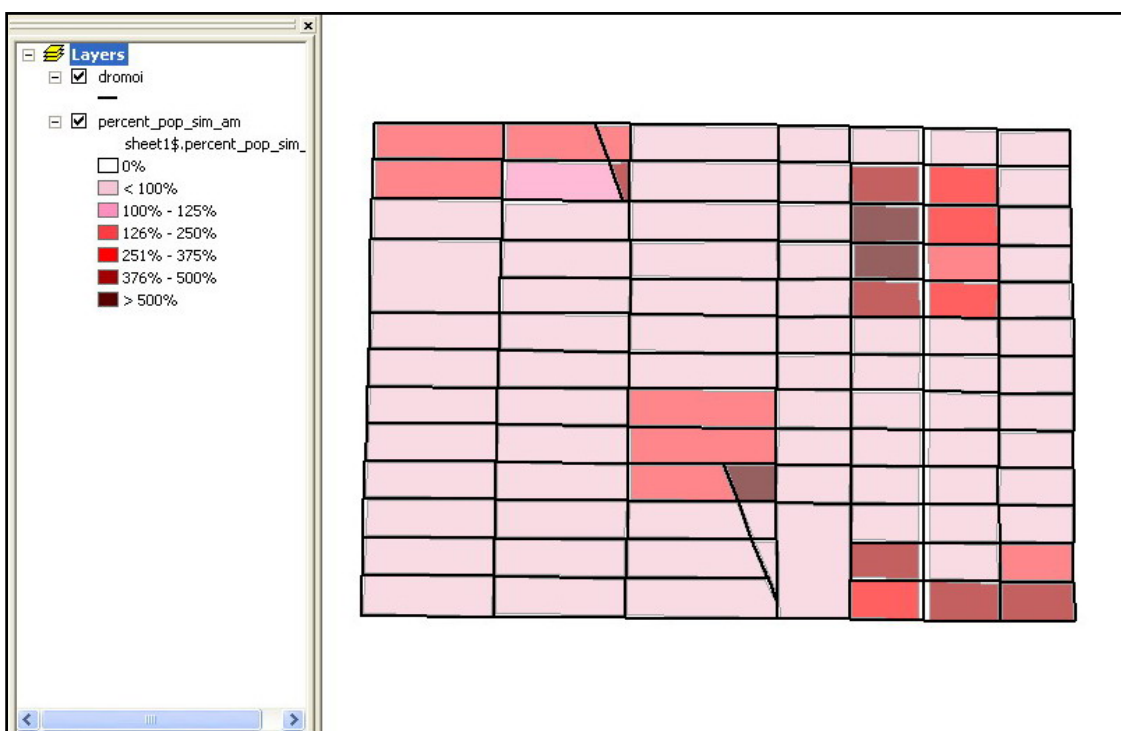 Layers
dromoi
percent_pop_sim_am
sheet1$.percent_pop_sim_
0%
< 100%
100% - 125%
126% - 250%
251% - 375%
376% - 500%
> 500%